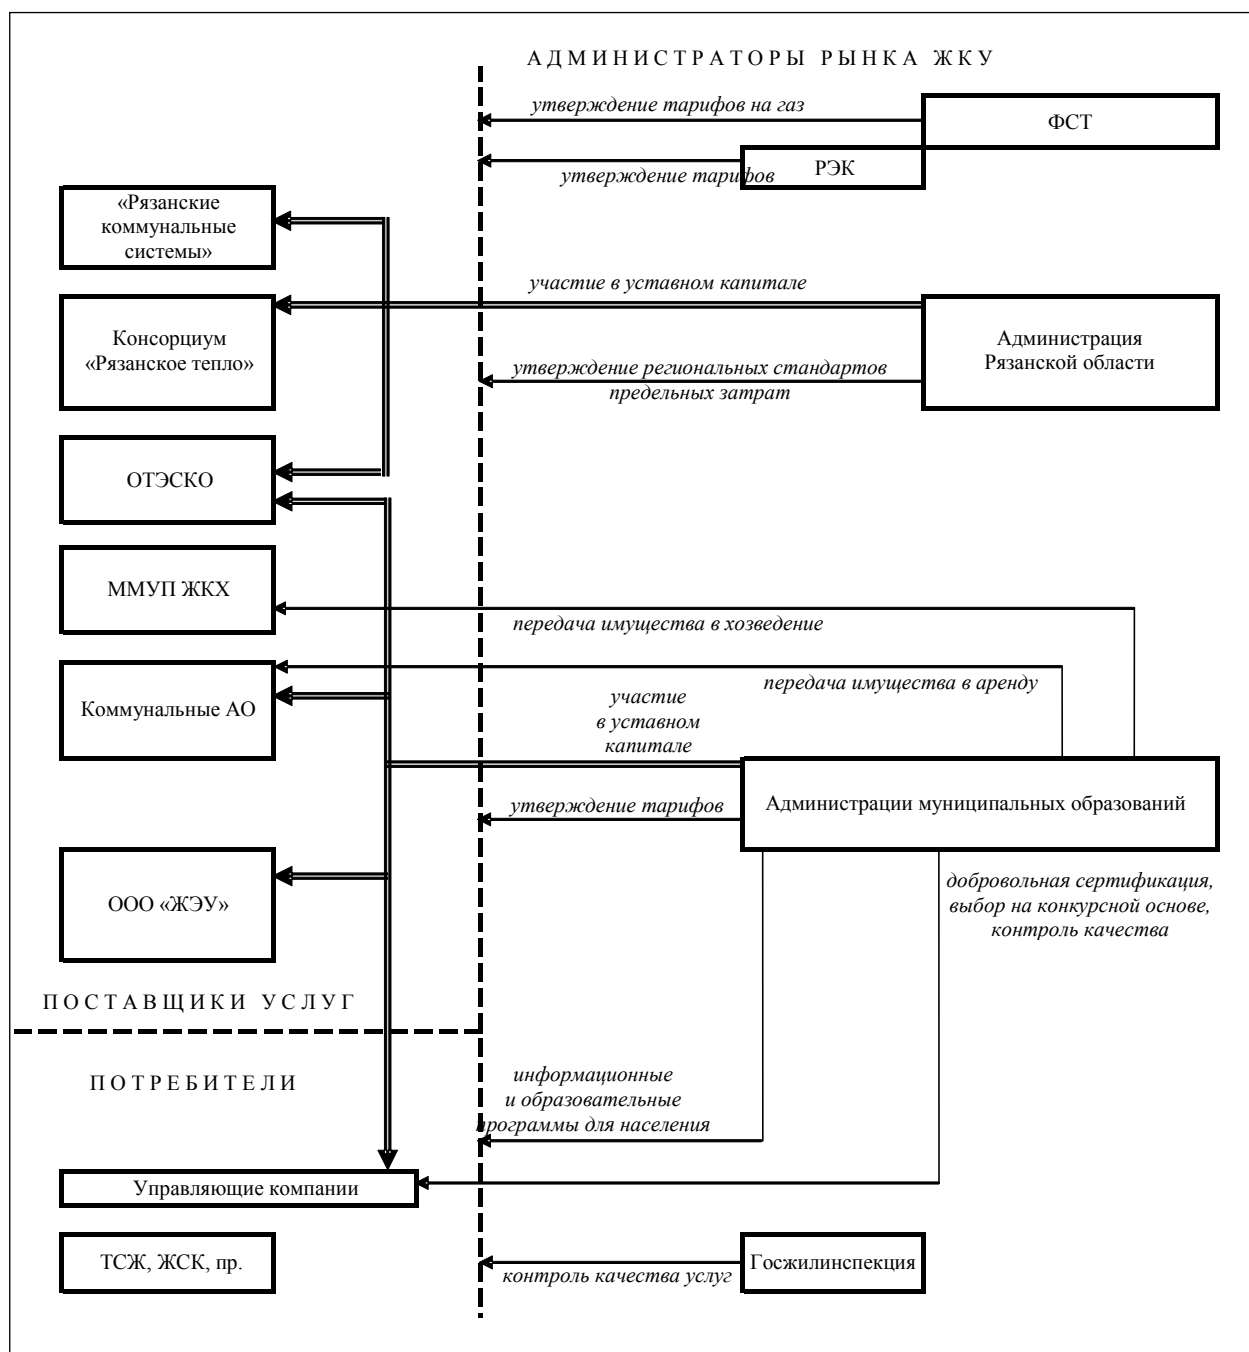 АДМИНИСТРАТОРЫ РЫНКА ЖКУ
утверждение тарифов на газ
ФСТ
РЭК
утверждение тарифов
«Рязанские
коммунальные
системы»
участие в уставном капитале
Консорциум
«Рязанское тепло»
Администрация
Рязанской области
утверждение региональных стандартов
предельных затрат
ОТЭСКО
ММУП ЖКХ
передача имущества в хозведение
передача имущества в аренду
Коммунальные АО
участие
в уставном
капитале
Администрации муниципальных образований
утверждение тарифов
ООО «ЖЭУ»
добровольная сертификация,
выбор на конкурсной основе,
контроль качества
ПОСТАВЩИКИ УСЛУГ
ПОТРЕБИТЕЛИ
информационные
и образовательные
программы для населения
Управляющие компании
ТСЖ, ЖСК, пр.
Госжилинспекция
контроль качества услуг